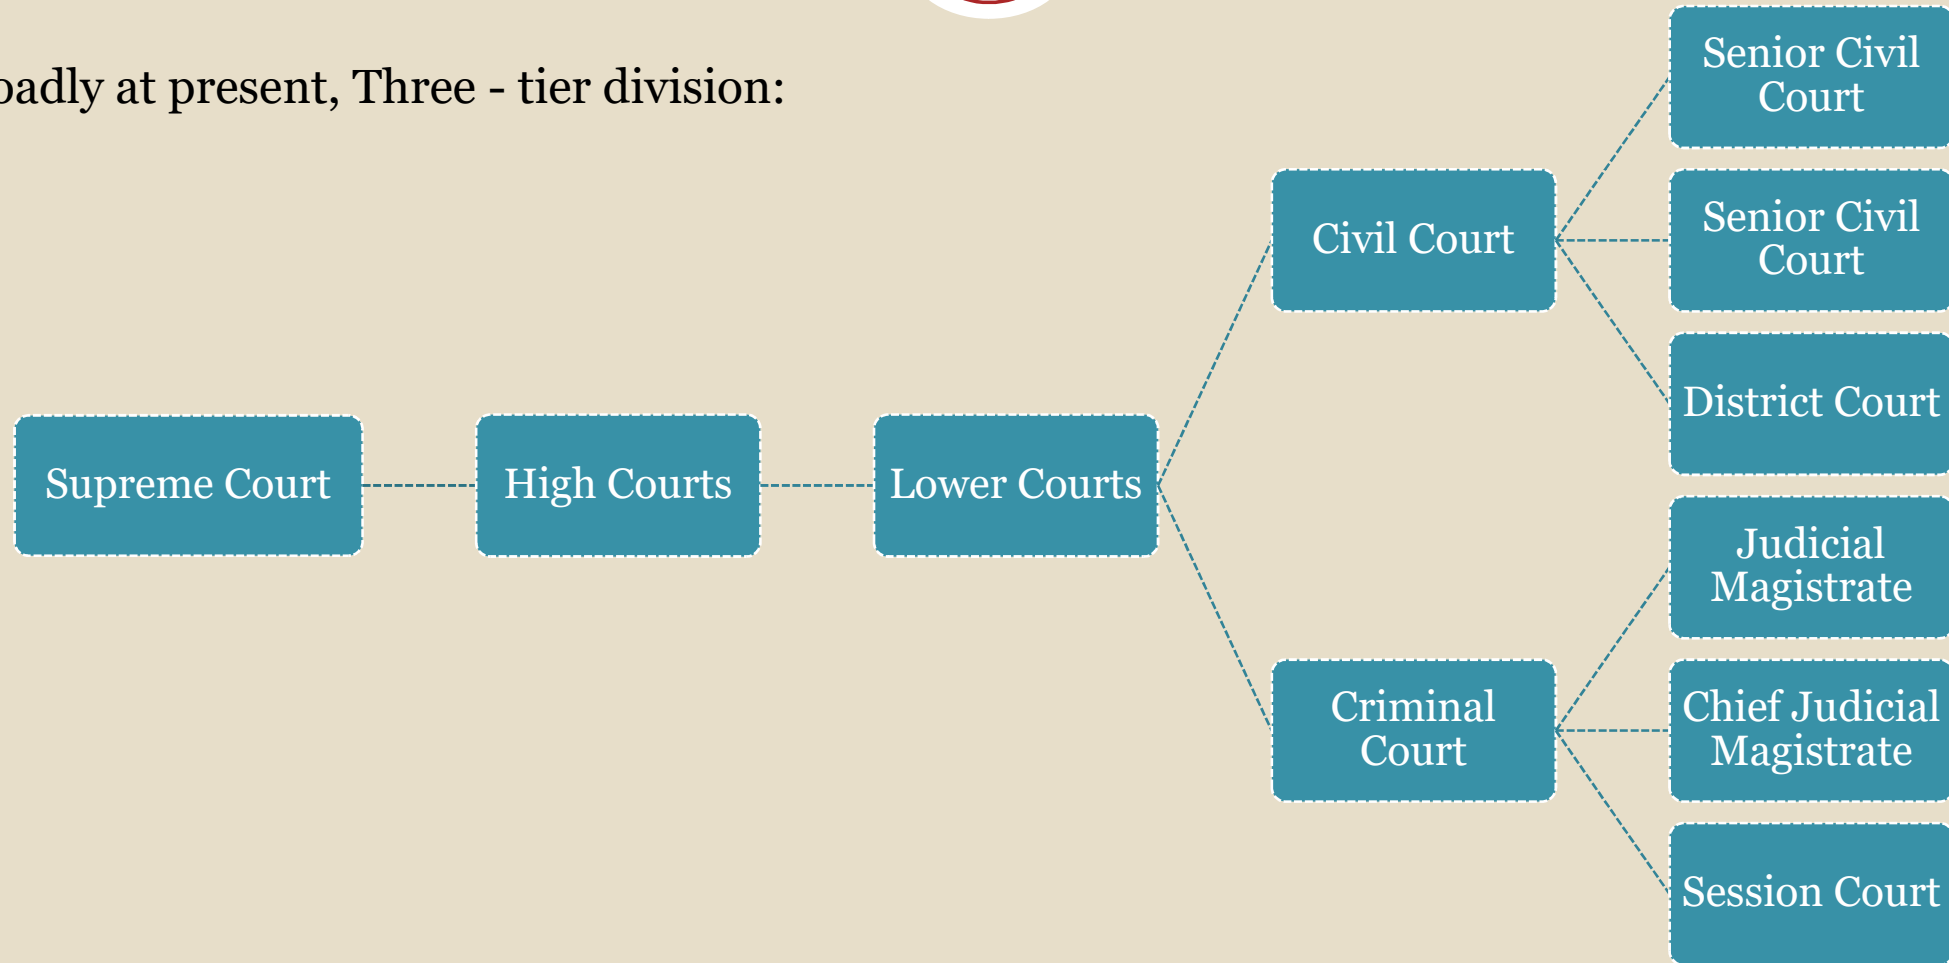 oadly at present, Three - tier division:
Supreme Court
High Courts
Lower Courts
Civil Court
Senior Civil
Court
Senior Civil
Court
District Court
Criminal
Court
Judicial
Magistrate
Chief Judicial
Magistrate
Session Court